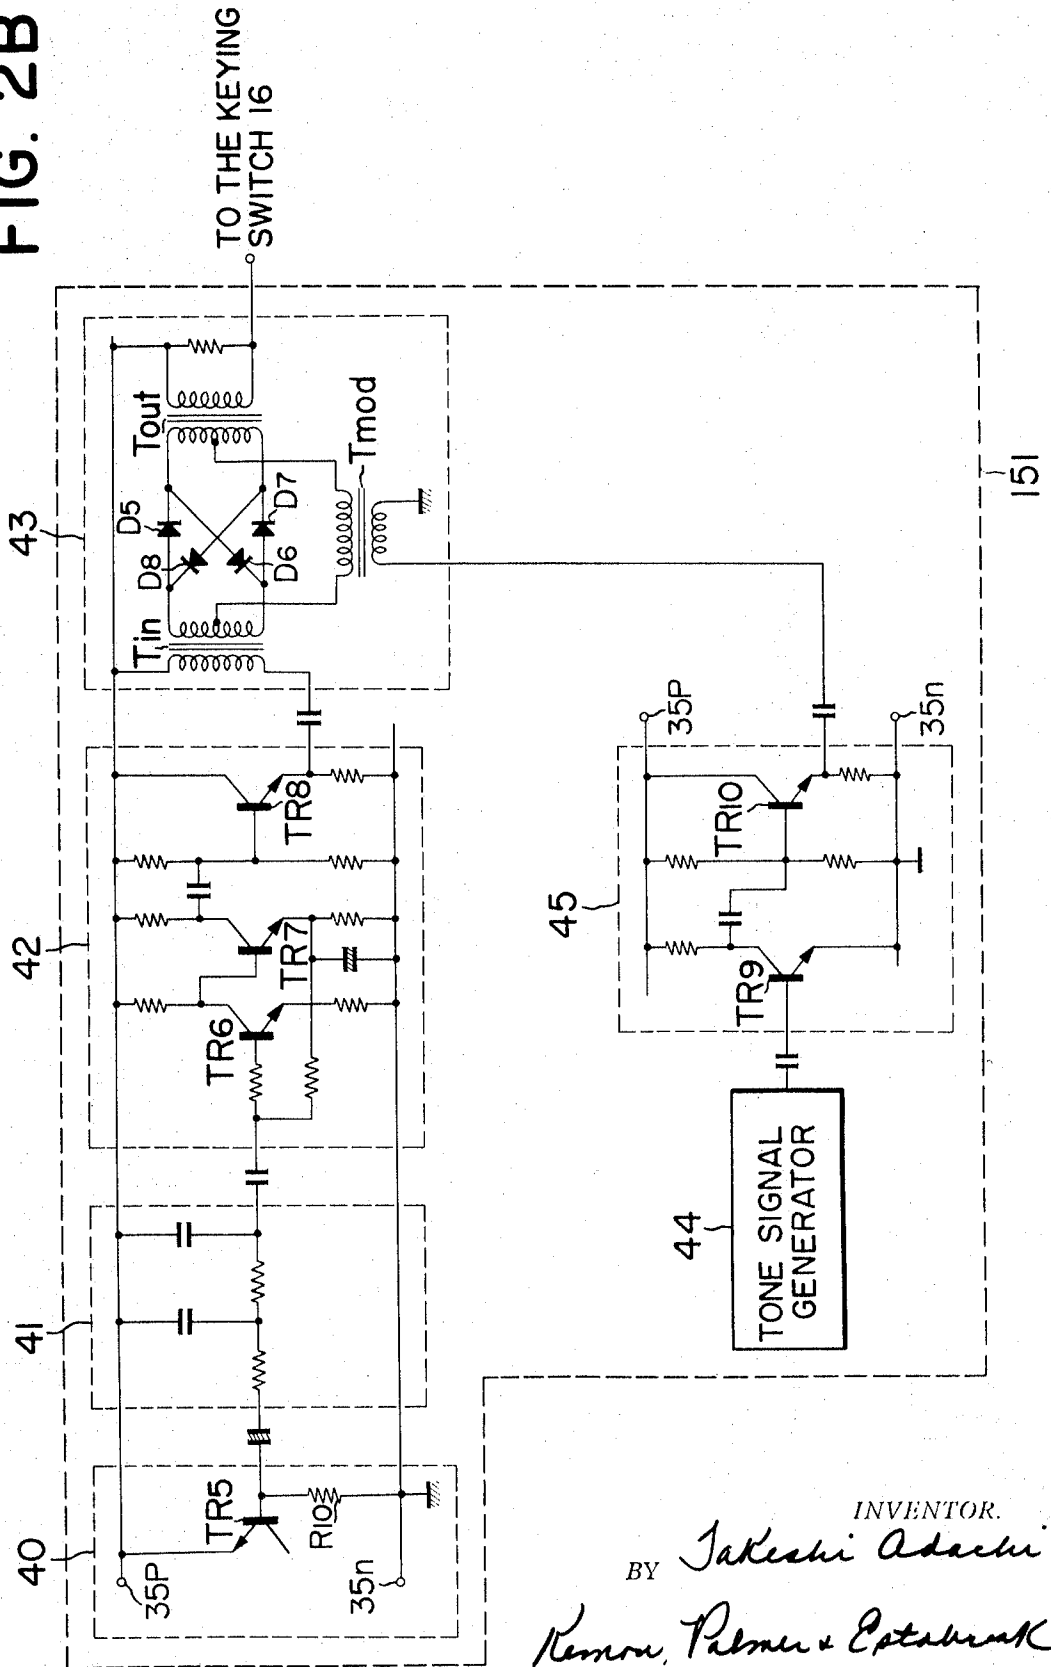 FIG. 2B
TO THE KEYING
SWITCH 16
43
Tout
D5
D8
D7
D6
Tin
Tmod
151
42
TR8
TR7
TR6
35P
35n
45
TR10
TR9
41
44
TONE SIGNAL
GENERATOR
40
TR5
R10
35P
35n
INVENTOR.
BY Takeshi Adachi
Kemon, Palmer & Estabrook